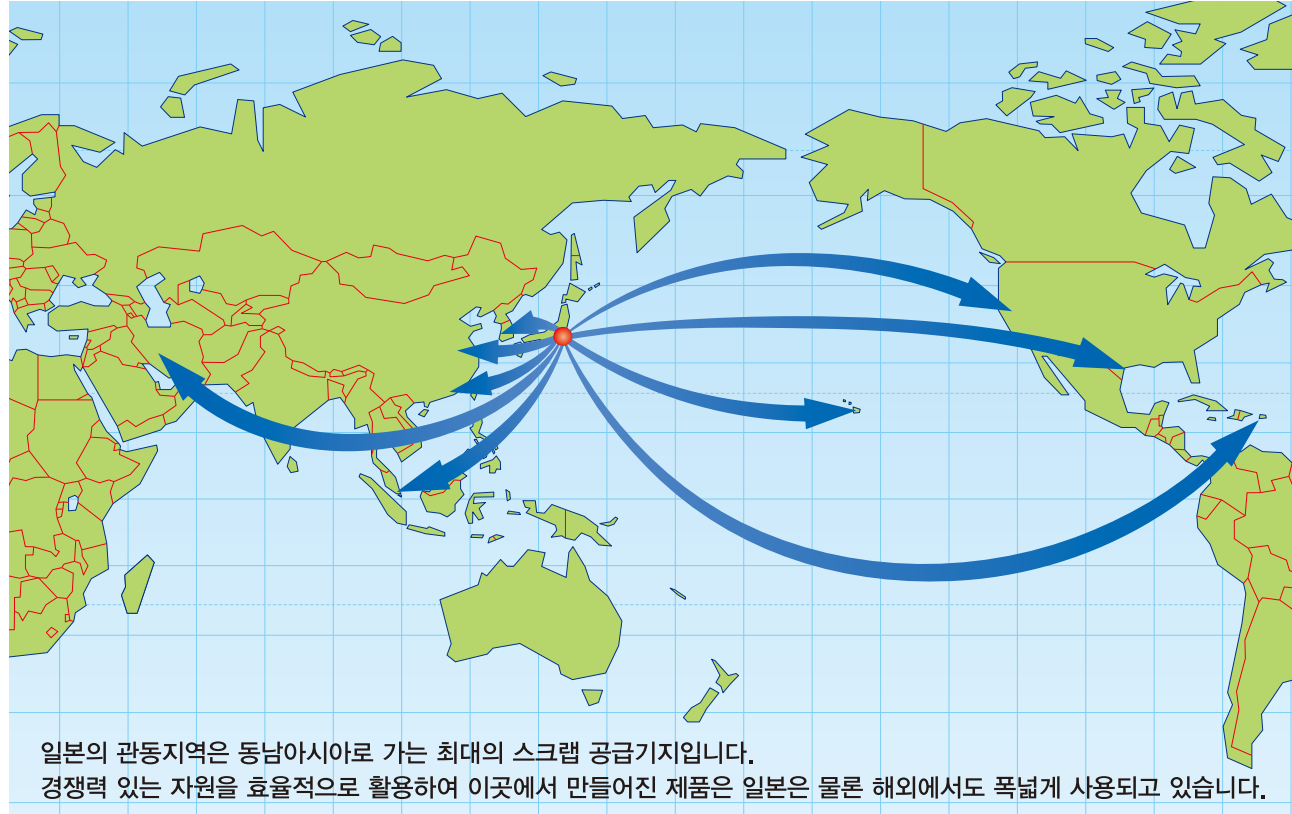 일본의 관동지역은 동남아시아로 가는 최대의 스크랩 공급기지입니다.
경쟁력 있는 자원을 효율적으로 활용하여 이곳에서 만들어진 제품은 일본은 물론 해외에서도 폭넓게 사용되고 있습니다.